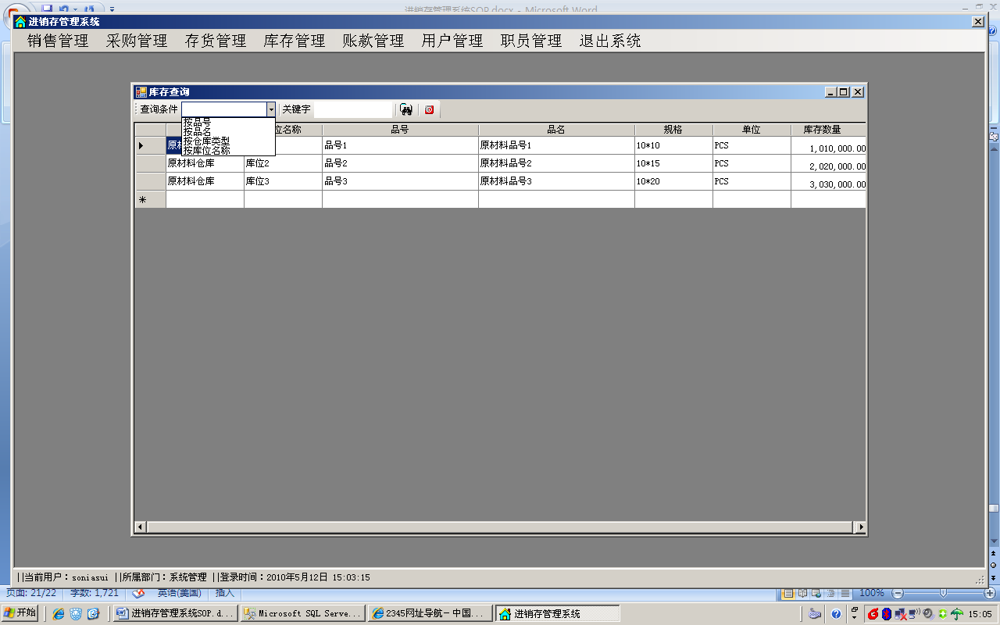 进销存管理系统SOP.docx - Microsoft Word
进销存管理系统
销售管理 采购管理 存货管理 库存管理 账款管理 用户管理 职员管理 退出系统
库存查询
查询条件 关键字
按品号
按品名
按仓库类型
按库位名称
位名称 品号 品名 规格 单位 库存数量
原材 品号1 原材料品号1 10*10 PCS 1,010,000.00
原材料仓库 库位2 品号2 原材料品号2 10*15 PCS 2,020,000.00
原材料仓库 库位3 品号3 原材料品号3 10*20 PCS 3,030,000.00
||当前用户：soniasui ||所属部门：系统管理 ||登录时间：2010年5月12日 15:03:15
页面: 21/22 字数: 1,721 英语(美国) 插入 100%
开始 进销存管理系统SOP.d... Microsoft SQL Serve... 2345网址导航－中国... 进销存管理系统 15:05